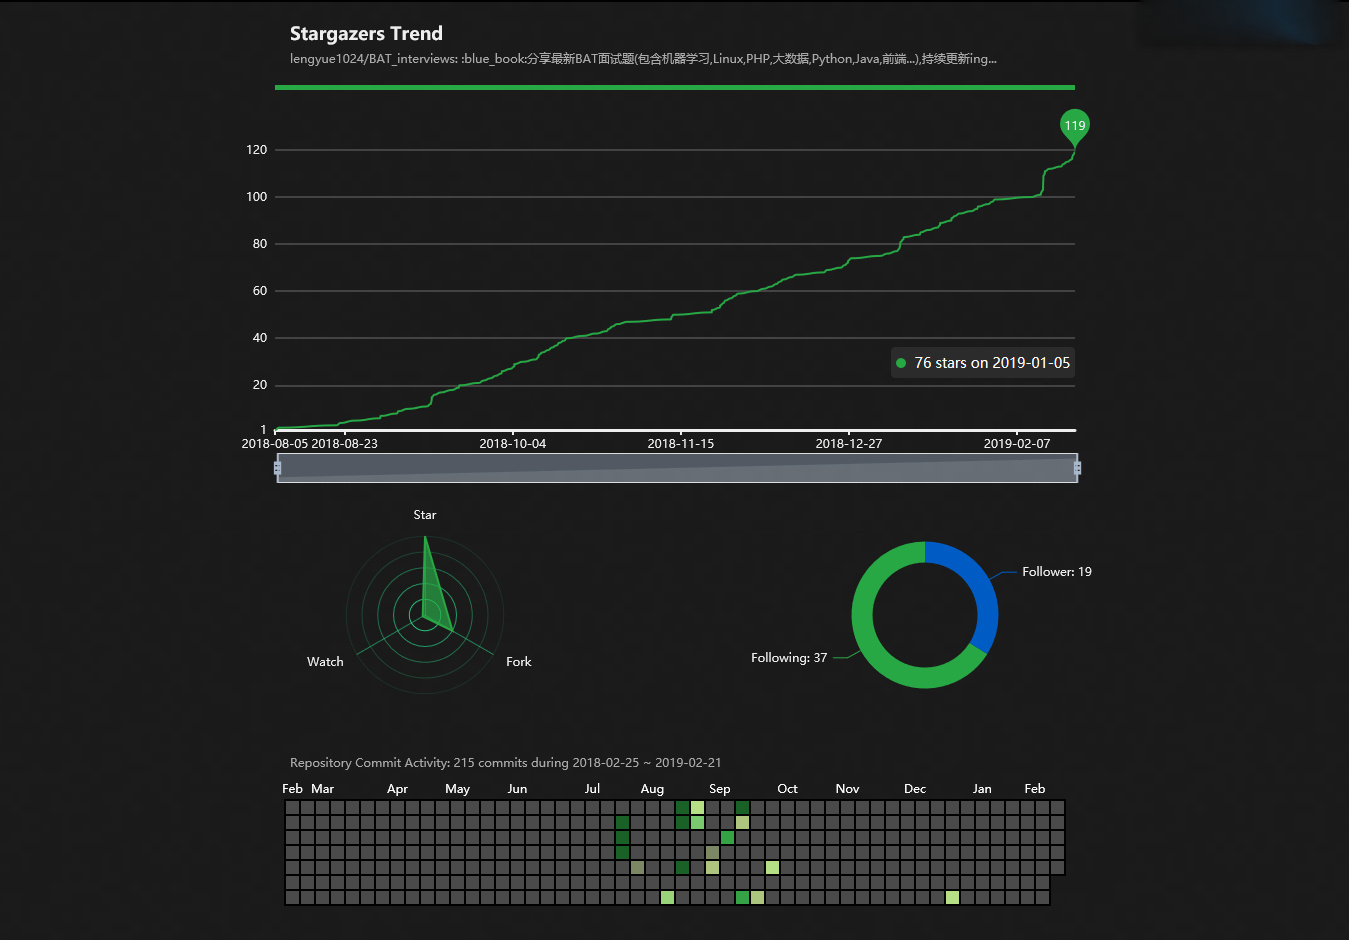 Stargazers Trend
lengyue1024/BAT_interviews: :blue_book:分享最新BAT面试题(包含机器学习,Linux,PHP,大数据,Python,Java,前端...),持续更新ing...
119
120
100
80
60
40
20
1
76 stars on 2019-01-05
2018-08-05 2018-08-23 2018-10-04 2018-11-15 2018-12-27 2019-02-07
Star
Watch
Fork
Follower: 19
Following: 37
Repository Commit Activity: 215 commits during 2018-02-25 ~ 2019-02-21
Feb Mar Apr May Jun Jul Aug Sep Oct Nov Dec Jan Feb